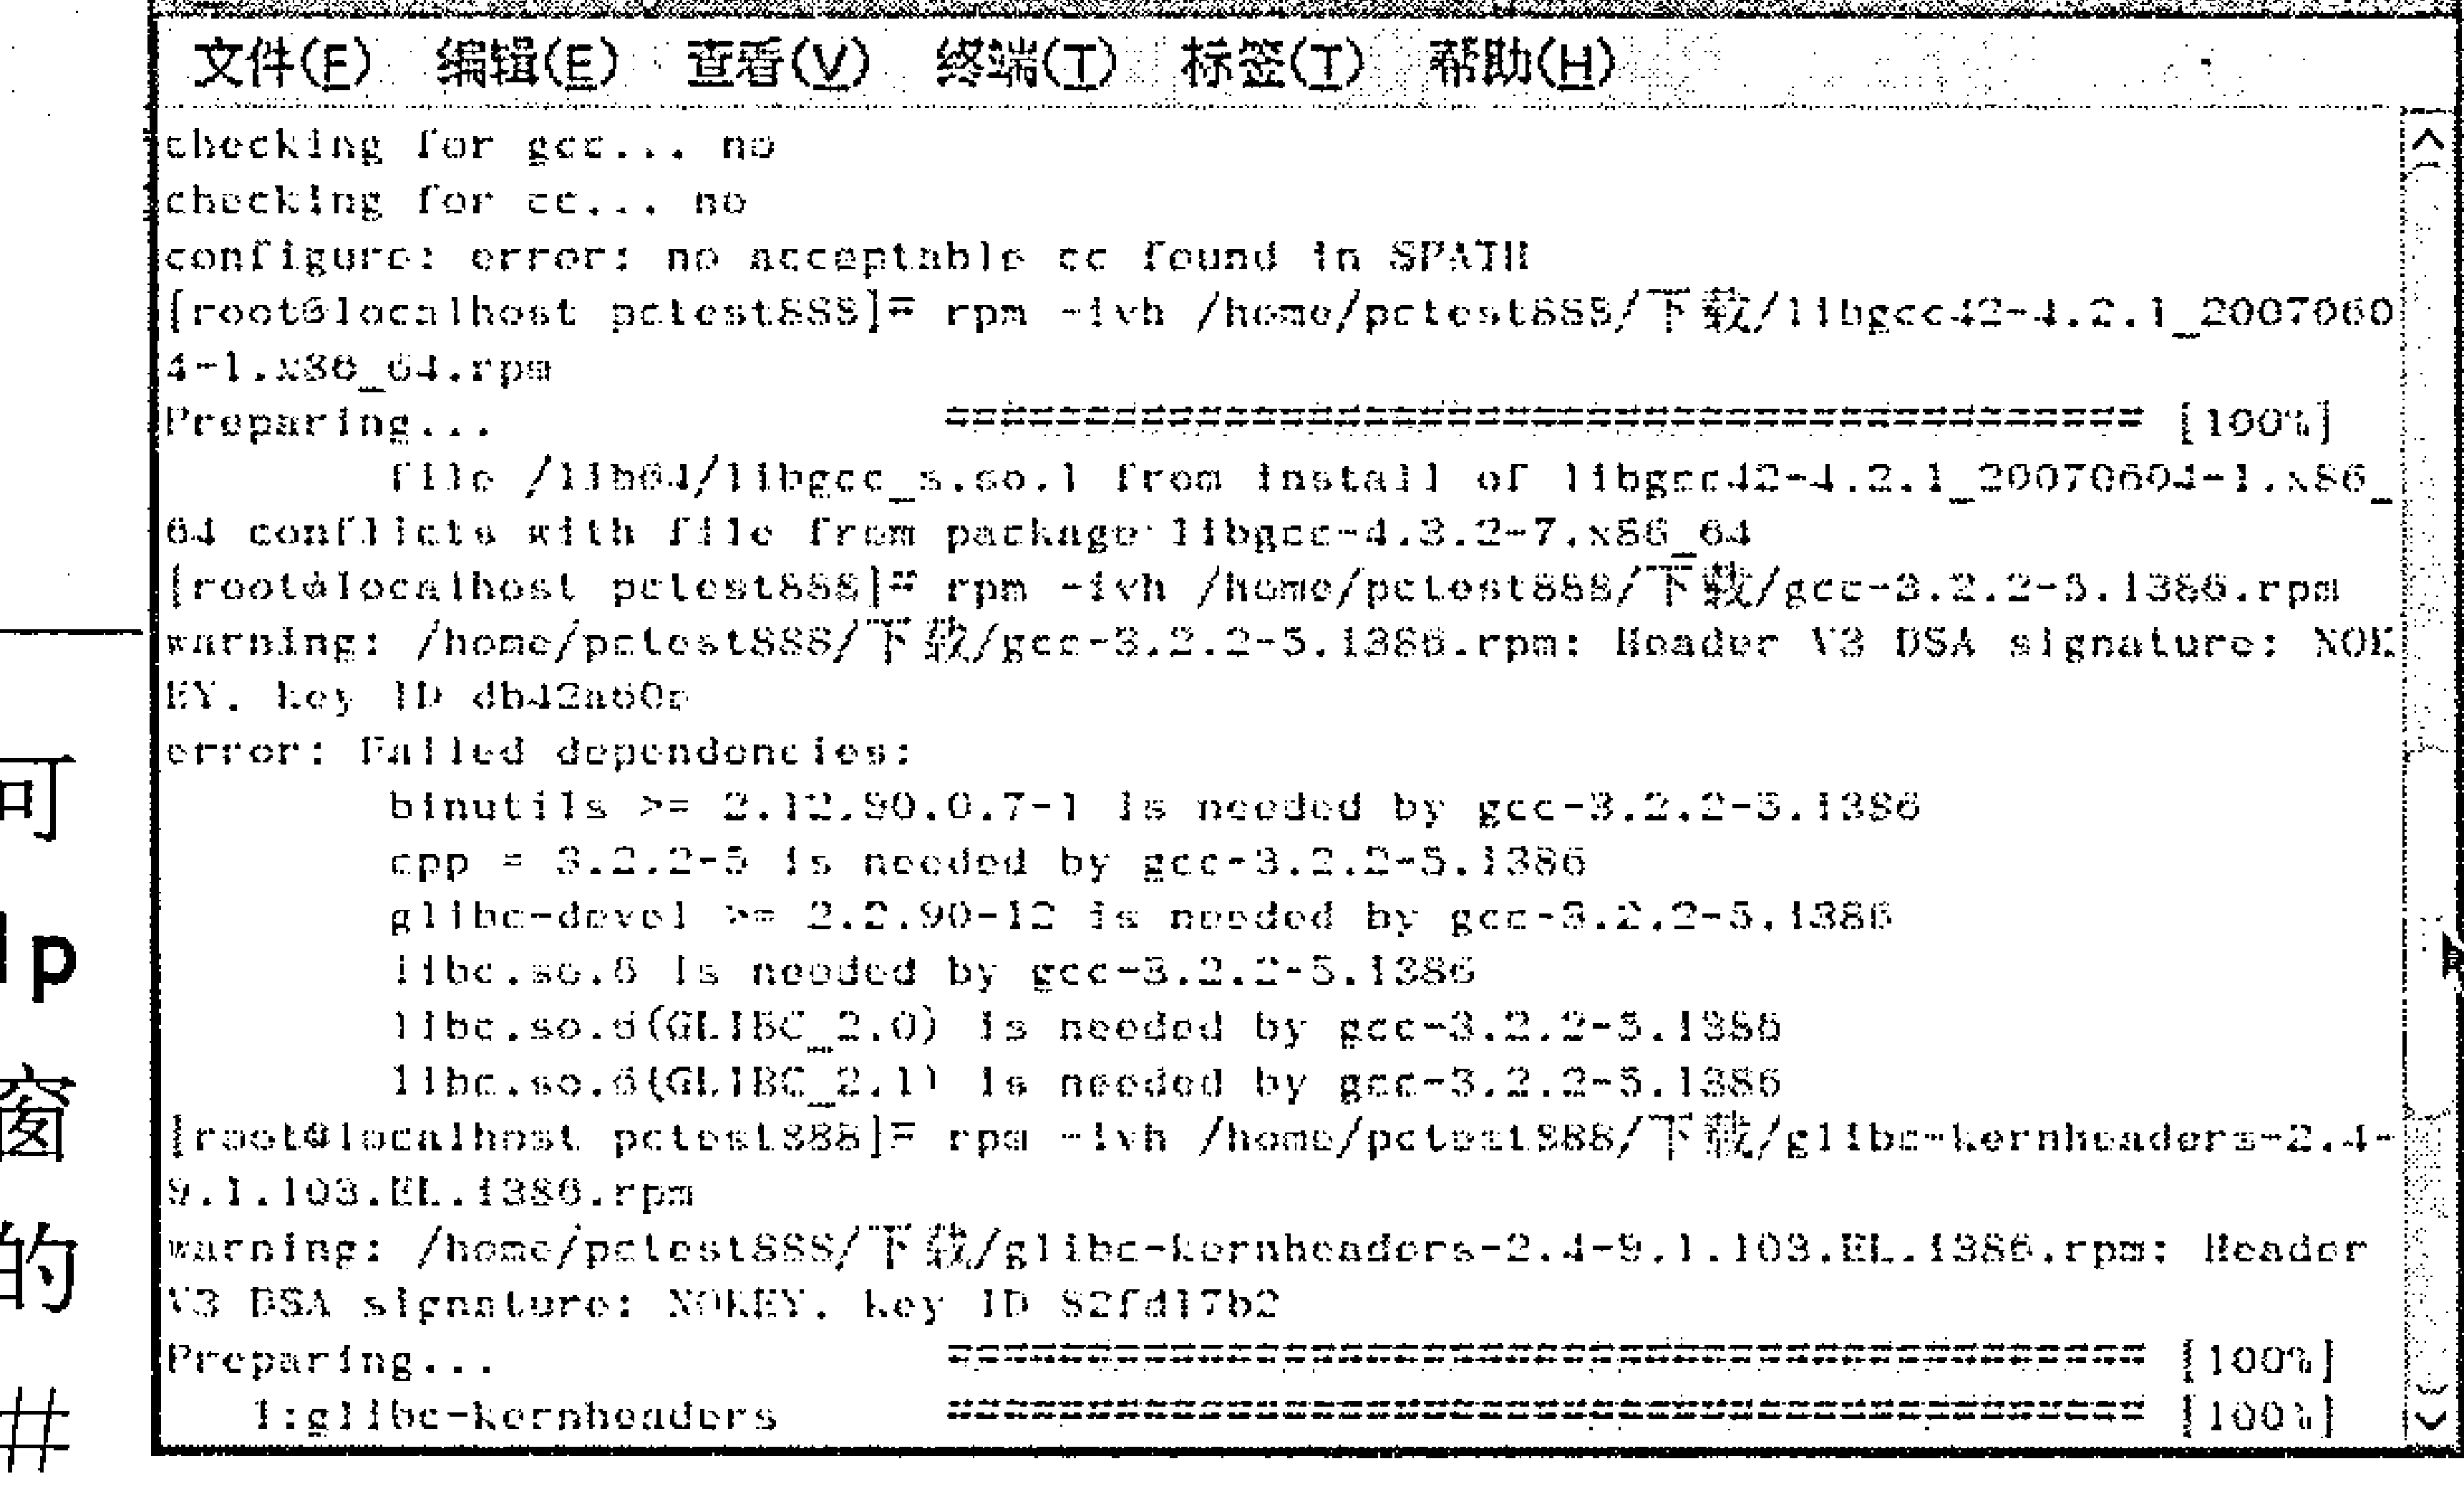 文件(F) 编辑(E) 查看(V) 终端(T) 标签(T) 帮助(H)
checking for gcc... no
checking for cc... no
configure: error: no acceptable cc found in $PATH
[root@localhost pctest888]# rpm -ivh /home/pctest888/下载/libgcc42-4.2.1_2007060
4-1.x86_64.rpm
Preparing... ########################################### [100%]
file /lib64/libgcc_s.so.1 from install of libgcc42-4.2.1_20070604-1.x86_
64 conflicts with file from package libgcc-4.3.2-7.x86_64
[root@localhost pctest888]# rpm -ivh /home/pctest888/下载/gcc-3.2.2-5.i386.rpm
warning: /home/pctest888/下载/gcc-3.2.2-5.i386.rpm: Header V3 DSA signature: NOK
EY, key ID db42a60e
error: Failed dependencies:
binutils >= 2.12.90.0.7-1 is needed by gcc-3.2.2-5.i386
cpp = 3.2.2-5 is needed by gcc-3.2.2-5.i386
glibc-devel >= 2.2.90-12 is needed by gcc-3.2.2-5.i386
libc.so.6 is needed by gcc-3.2.2-5.i386
libc.so.6(GLIBC_2.0) is needed by gcc-3.2.2-5.i386
libc.so.6(GLIBC_2.1) is needed by gcc-3.2.2-5.i386
[root@localhost pctest888]# rpm -ivh /home/pctest888/下载/glibc-kernheaders-2.4-
9.1.103.EL.i386.rpm
warning: /home/pctest888/下载/glibc-kernheaders-2.4-9.1.103.EL.i386.rpm: Header
V3 DSA signature: NOKEY, key ID 82fd17b2
Preparing... ########################################### [100%]
1:glibc-kernheaders ########################################### [100%]
可
lp
窗
的
#